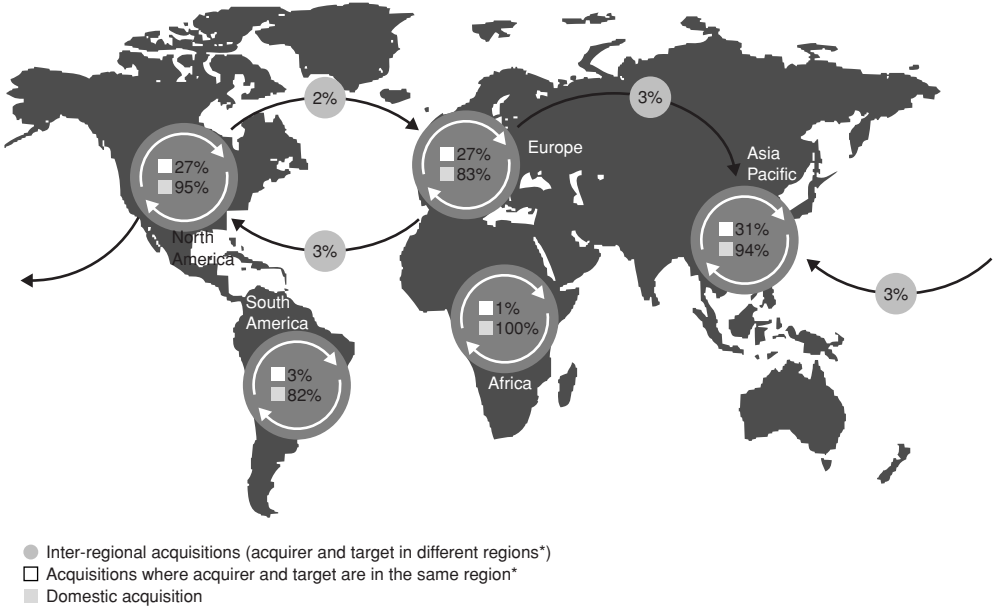 2%
3%
27%
95%
North
America
27%
83%
Europe
Asia
Pacific
31%
94%
3%
3%
South
America
3%
82%
1%
100%
Africa
Inter-regional acquisitions (acquirer and target in different regions*)
Acquisitions where acquirer and target are in the same region*
Domestic acquisition